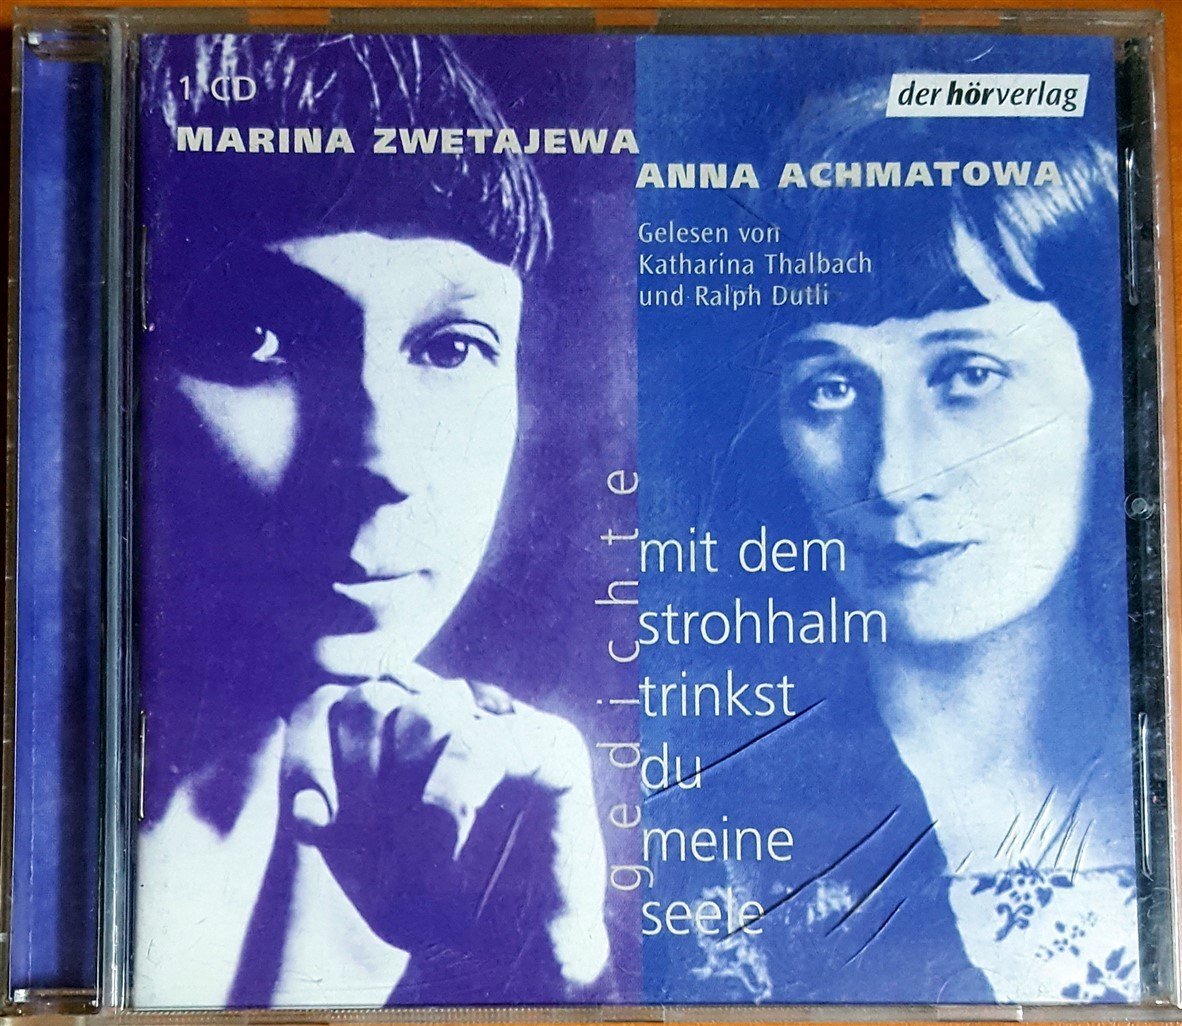 1 CD
der hörverlag
MARINA ZWETAJEWA
ANNA ACHMATOWA
Gelesen von
Katharina Thalbach
und Ralph Dutli
gedichte
mit dem
strohhalm
trinkst
du
meine
seele